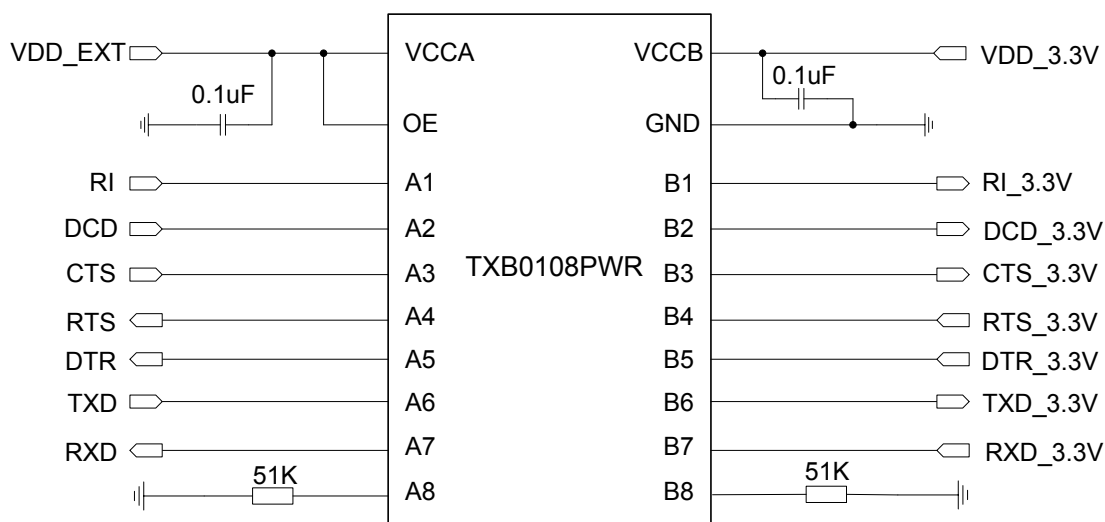 VDD_EXT VCCA VCCB VDD_3.3V
0.1uF 0.1uF
OE GND
RI A1 B1 RI_3.3V
DCD A2 B2 DCD_3.3V
TXB0108PWR
CTS A3 B3 CTS_3.3V
RTS A4 B4 RTS_3.3V
DTR A5 B5 DTR_3.3V
TXD A6 B6 TXD_3.3V
RXD A7 B7 RXD_3.3V
51K 51K
A8 B8